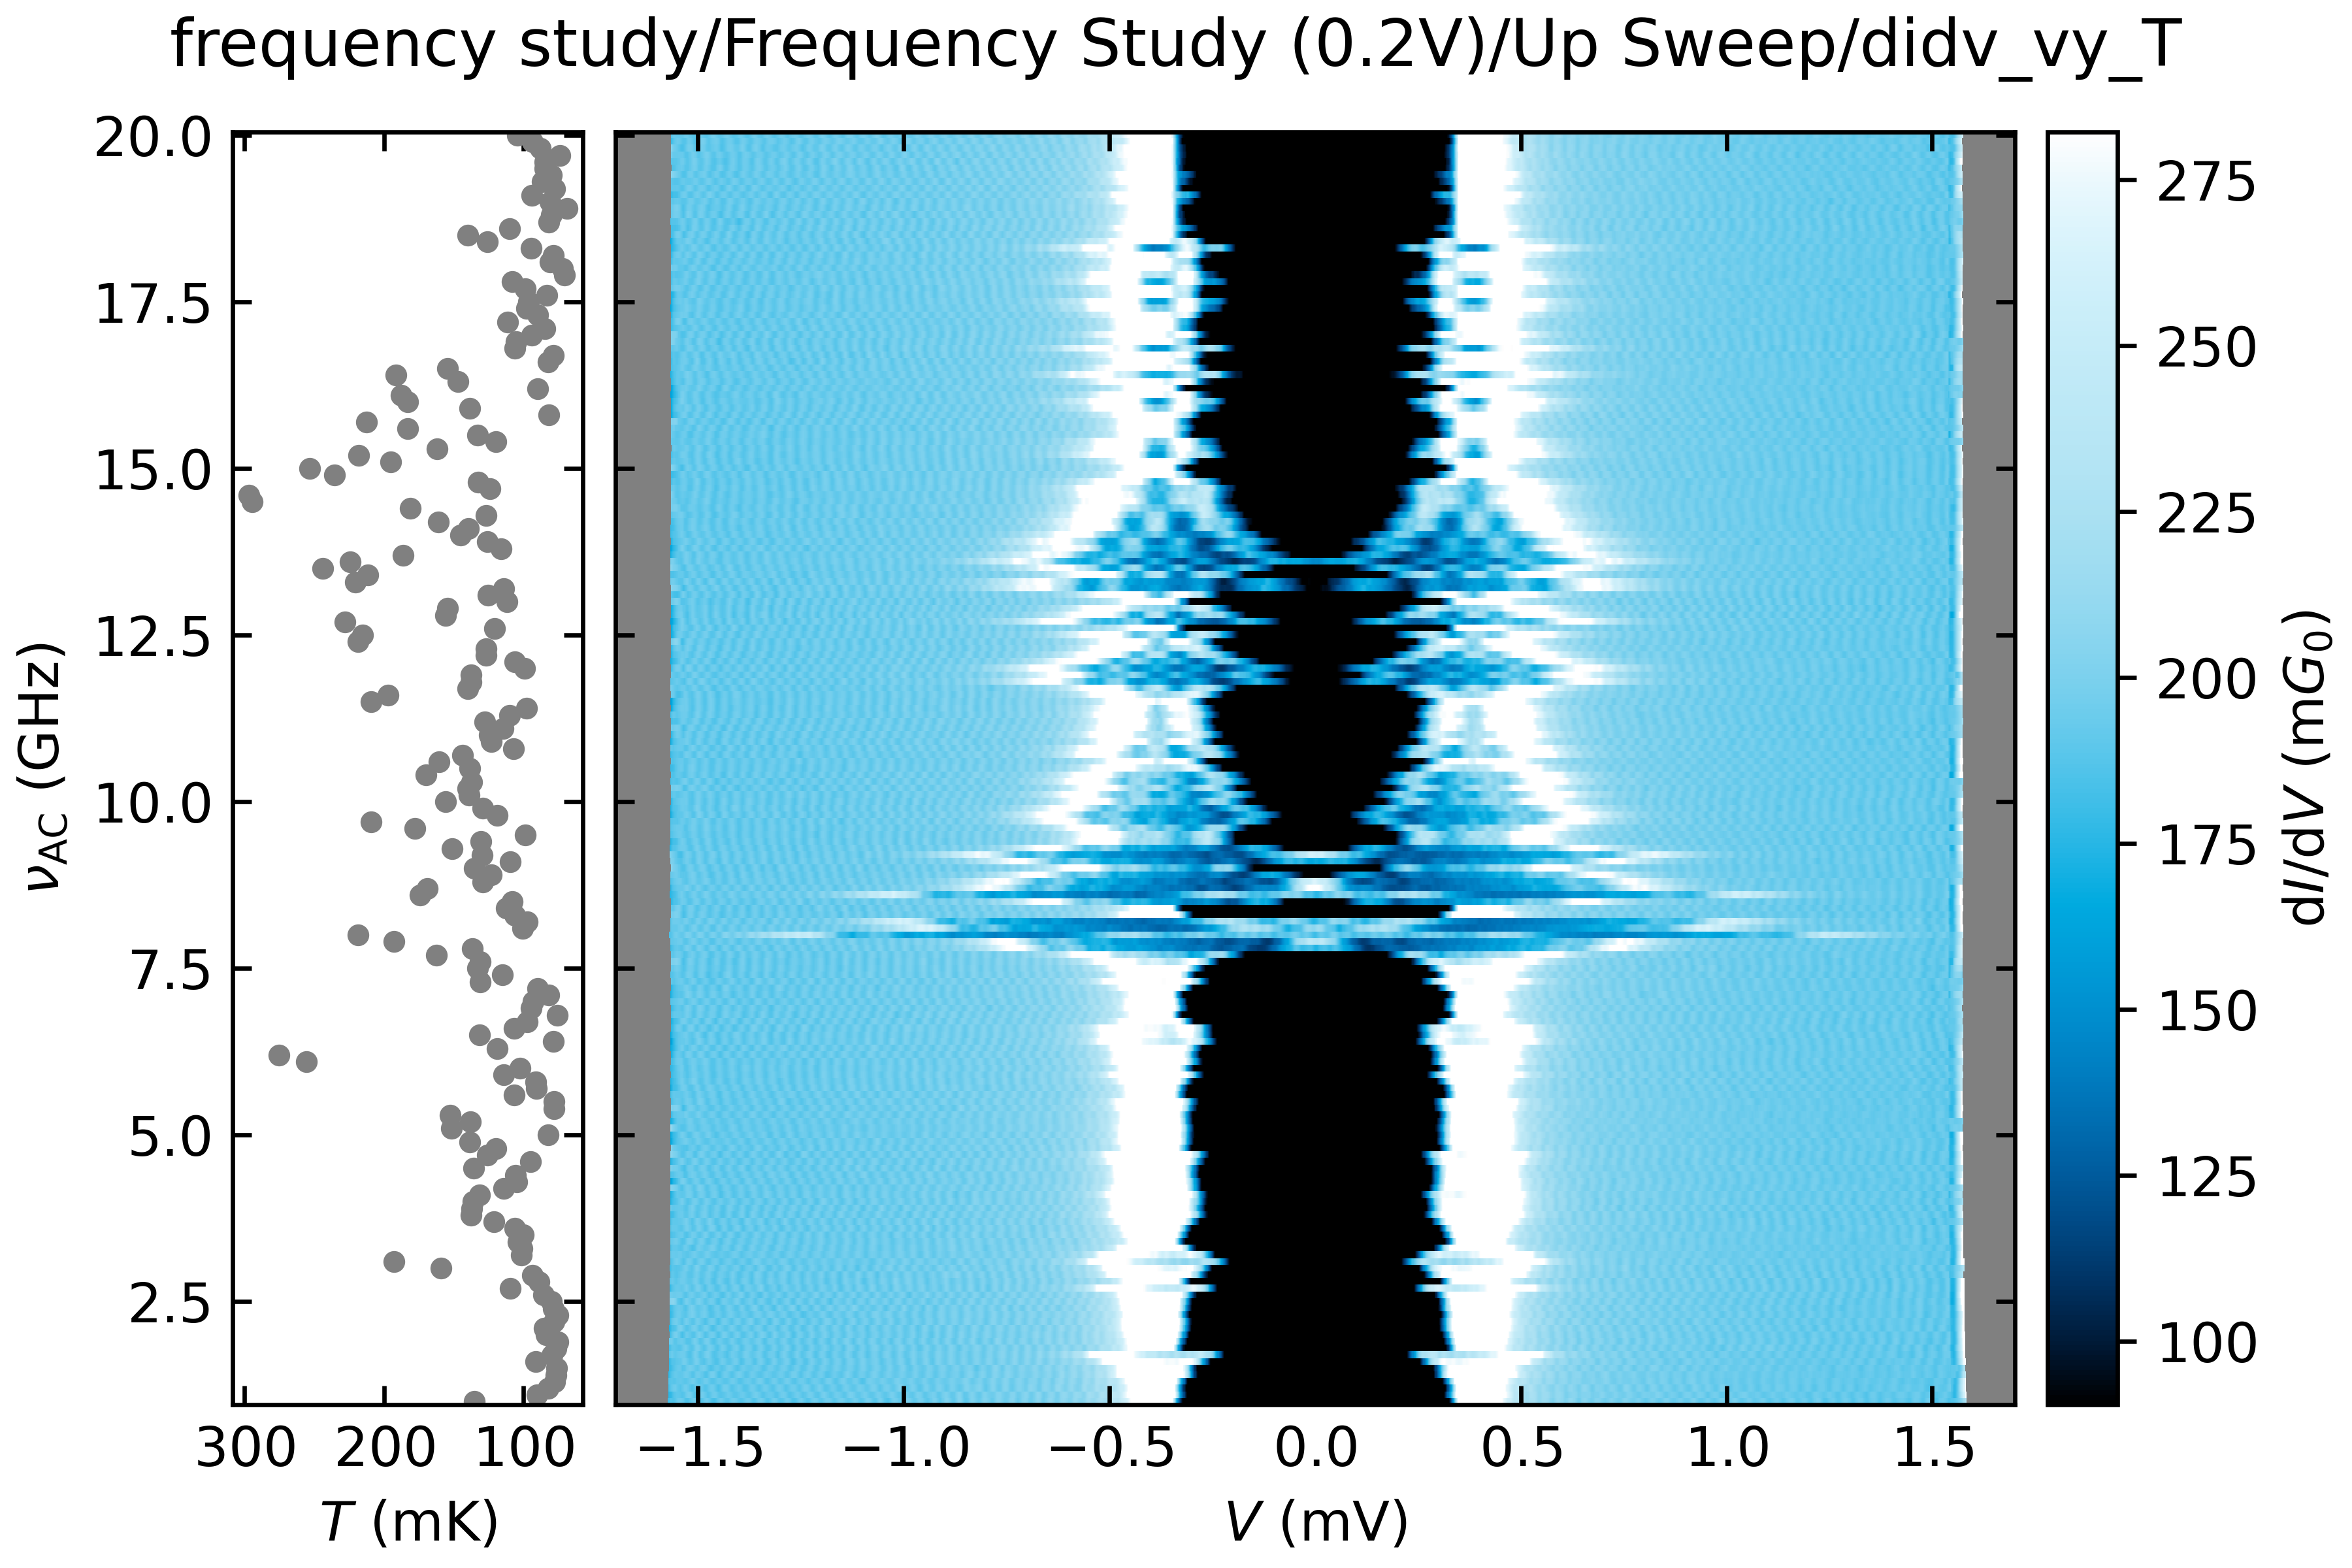 frequency study/Frequency Study (0.2V)/Up Sweep/didv_vy_T
20.0
17.5
15.0
12.5
10.0
7.5
5.0
2.5
ν_AC (GHz)
300 200 100
T (mK)
−1.5 −1.0 −0.5 0.0 0.5 1.0 1.5
V (mV)
275
250
225
200
175
150
125
100
dI/dV (mG₀)